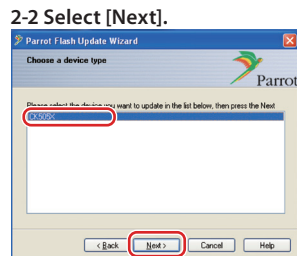 2-2 Select [Next].
Parrot Flash Update Wizard
Choose a device type
Parrot
Please select the device you want to update in the list below, then press the Next
< Back Next > Cancel Help